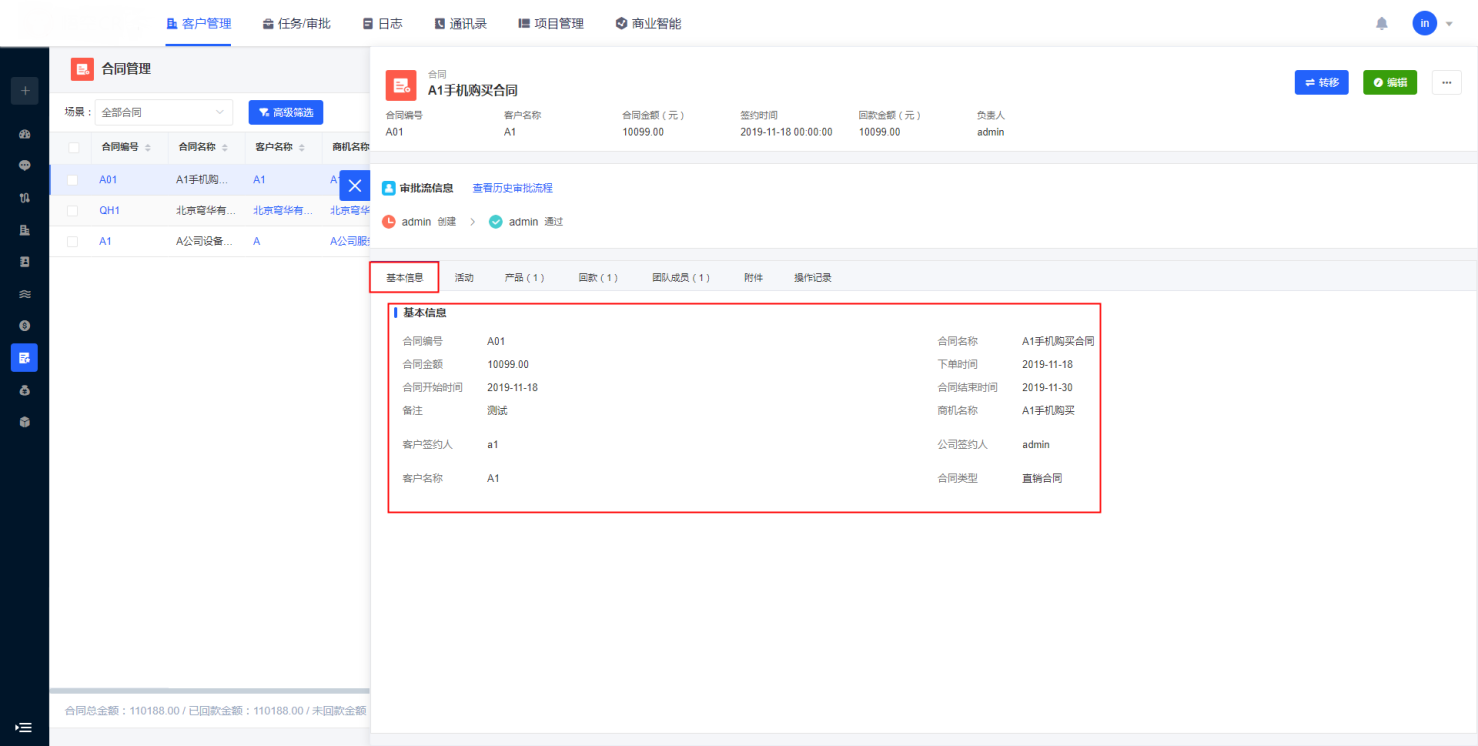 客户管理 任务/审批 日志 通讯录 项目管理 商业智能 in
合同管理
场景： 全部合同 高级筛选
合同编号 合同名称 客户名称 商机名称
A01 A1手机购... A1
QH1 北京穹华有... 北京穹华有... 北京穹华
A1 A公司设备... A A公司服务
合同总金额：110188.00 / 已回款金额：110188.00 / 未回款金额
合同
A1手机购买合同
转移 编辑 ...
合同编号 客户名称 合同金额（元） 签约时间 回款金额（元） 负责人
A01 A1 10099.00 2019-11-18 00:00:00 10099.00 admin
审批流信息 查看历史审批流程
admin 创建 > admin 通过
基本信息 活动 产品（1） 回款（1） 团队成员（1） 附件 操作记录
基本信息
合同编号 A01 合同名称 A1手机购买合同
合同金额 10099.00 下单时间 2019-11-18
合同开始时间 2019-11-18 合同结束时间 2019-11-30
备注 测试 商机名称 A1手机购买
客户签约人 a1 公司签约人 admin
客户名称 A1 合同类型 直销合同